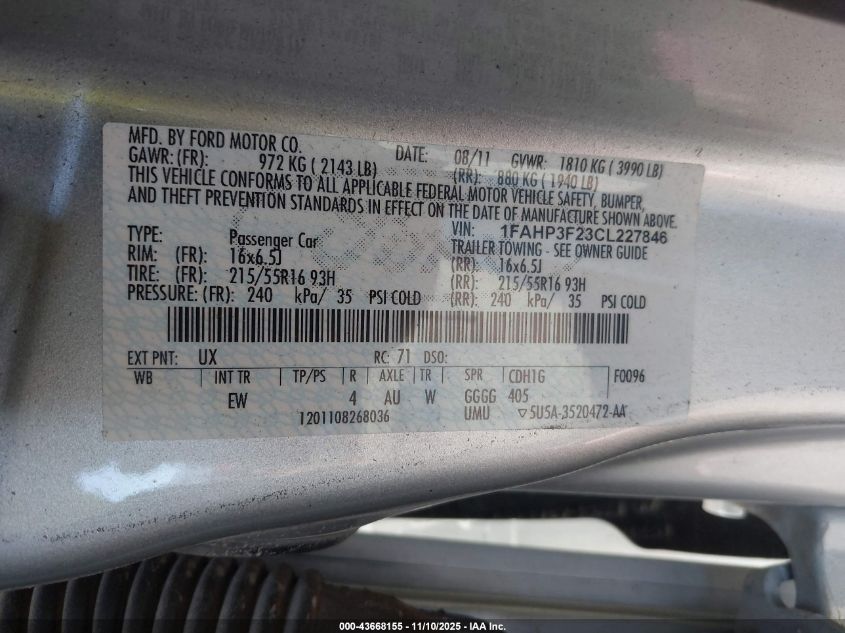 MFD. BY FORD MOTOR CO. DATE: 08/11 GVWR: 1810 KG ( 3990 LB)
GAWR: (FR): 972 KG ( 2143 LB) (RR): 880 KG ( 1940 LB)
THIS VEHICLE CONFORMS TO ALL APPLICABLE FEDERAL MOTOR VEHICLE SAFETY, BUMPER,
AND THEFT PREVENTION STANDARDS IN EFFECT ON THE DATE OF MANUFACTURE SHOWN ABOVE.
VIN: 1FAHP3F23CL227846
TYPE: Passenger Car TRAILER TOWING - SEE OWNER GUIDE
RIM: (FR): 16x6.5J (RR): 16x6.5J
TIRE: (FR): 215/55R16 93H (RR): 215/55R16 93H
PRESSURE: (FR): 240 kPa/ 35 PSI COLD (RR): 240 kPa/ 35 PSI COLD
EXT PNT: UX RC: 71 DSO:
WB INT TR TP/PS R AXLE TR SPR CDH1G F0096
EW 4 AU W GGGG 405
1201108268036 UMU ▽5U5A-3520472-AA
000-43668155 - 11/10/2025 - IAA Inc.